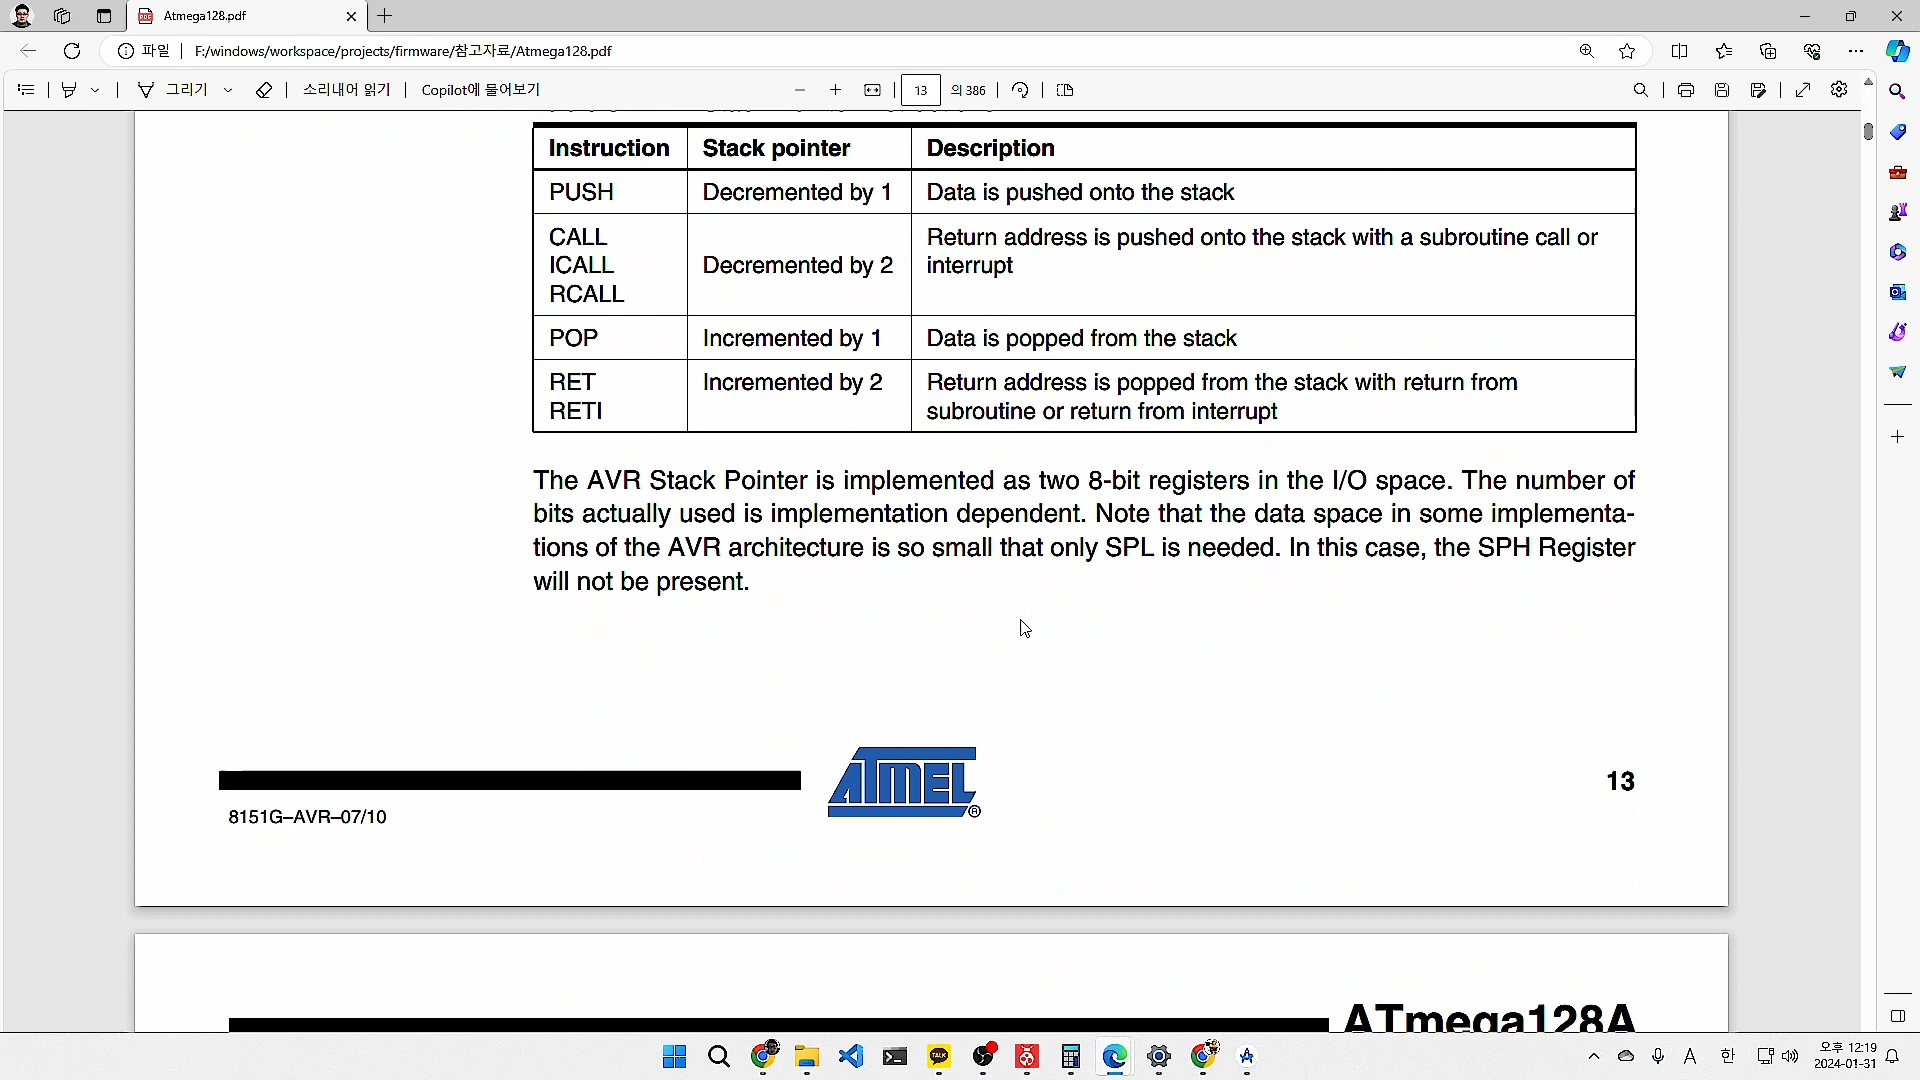 Atmega128.pdf
파일 F:/windows/workspace/projects/firmware/참고자료/Atmega128.pdf
그리기 소리내어 읽기 Copilot에 물어보기 13 의 386
Instruction Stack pointer Description
PUSH Decremented by 1 Data is pushed onto the stack
CALL
ICALL
RCALL
Decremented by 2
Return address is pushed onto the stack with a subroutine call or
interrupt
POP Incremented by 1 Data is popped from the stack
RET
RETI
Incremented by 2
Return address is popped from the stack with return from
subroutine or return from interrupt
The AVR Stack Pointer is implemented as two 8-bit registers in the I/O space. The number of
bits actually used is implementation dependent. Note that the data space in some implementa-
tions of the AVR architecture is so small that only SPL is needed. In this case, the SPH Register
will not be present.
ATMEL ®
13
8151G–AVR–07/10
ATmega128A
TALK
A 한
오후 12:19
2024-01-31